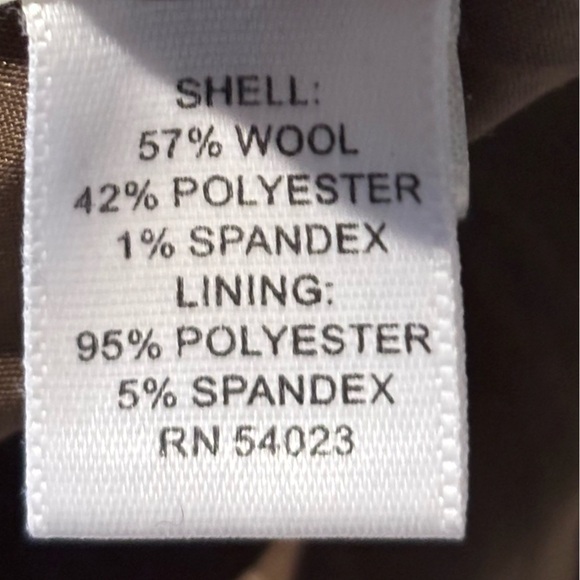 SHELL:
57% WOOL
42% POLYESTER
1% SPANDEX
LINING:
95% POLYESTER
5% SPANDEX
RN 54023